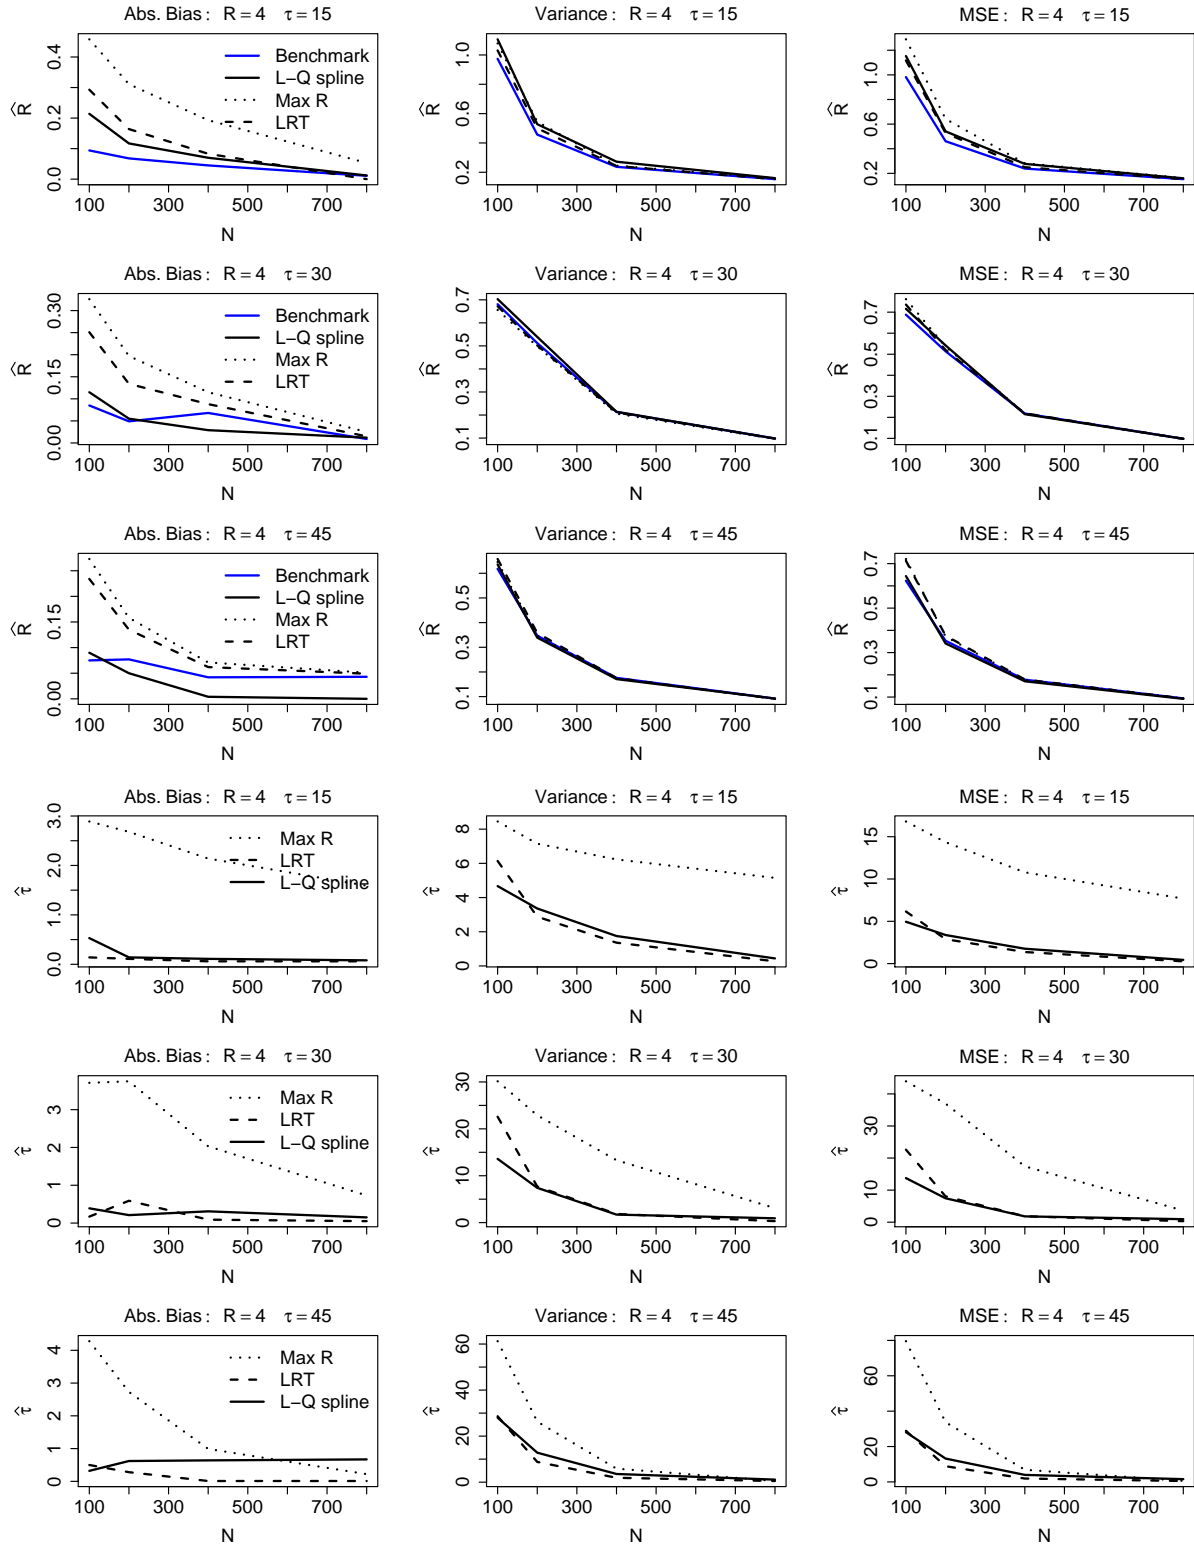 Abs. Bias : R = 4 τ = 15
R̂
0.0 0.2 0.4
Benchmark
L−Q spline
Max R
LRT
100 300 500 700
N
Variance : R = 4 τ = 15
R̂
0.2 0.6 1.0
100 300 500 700
N
MSE : R = 4 τ = 15
R̂
0.2 0.6 1.0
100 300 500 700
N
Abs. Bias : R = 4 τ = 30
R̂
0.00 0.15 0.30
Benchmark
L−Q spline
Max R
LRT
100 300 500 700
N
Variance : R = 4 τ = 30
R̂
0.1 0.3 0.5 0.7
100 300 500 700
N
MSE : R = 4 τ = 30
R̂
0.1 0.3 0.5 0.7
100 300 500 700
N
Abs. Bias : R = 4 τ = 45
R̂
0.00 0.15
Benchmark
L−Q spline
Max R
LRT
100 300 500 700
N
Variance : R = 4 τ = 45
R̂
0.1 0.3 0.5
100 300 500 700
N
MSE : R = 4 τ = 45
R̂
0.1 0.3 0.5 0.7
100 300 500 700
N
Abs. Bias : R = 4 τ = 15
τ̂
0.0 1.0 2.0 3.0
Max R
LRT
L−Q spline
100 300 500 700
N
Variance : R = 4 τ = 15
τ̂
0 2 4 6 8
100 300 500 700
N
MSE : R = 4 τ = 15
τ̂
0 5 10 15
100 300 500 700
N
Abs. Bias : R = 4 τ = 30
τ̂
0 1 2 3
Max R
LRT
L−Q spline
100 300 500 700
N
Variance : R = 4 τ = 30
τ̂
0 10 20 30
100 300 500 700
N
MSE : R = 4 τ = 30
τ̂
0 10 30
100 300 500 700
N
Abs. Bias : R = 4 τ = 45
τ̂
0 1 2 3 4
Max R
LRT
L−Q spline
100 300 500 700
N
Variance : R = 4 τ = 45
τ̂
0 20 40 60
100 300 500 700
N
MSE : R = 4 τ = 45
τ̂
0 20 60
100 300 500 700
N